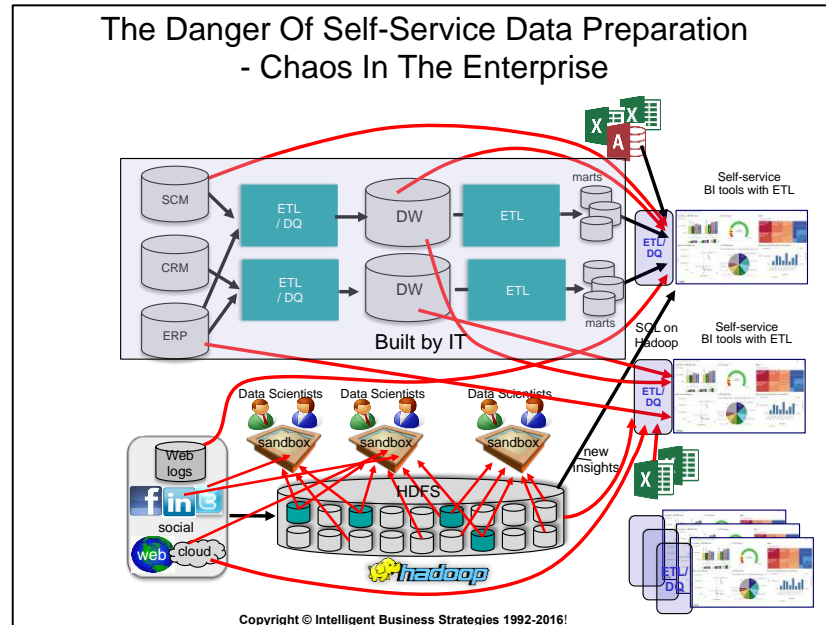 The Danger Of Self-Service Data Preparation
- Chaos In The Enterprise
X
X
A
SCM
CRM
ERP
ETL
/ DQ
ETL
/ DQ
DW
DW
ETL
ETL
marts
marts
Built by IT
Self-service
BI tools with ETL
ETL/
DQ
SQL on
Hadoop
Self-service
BI tools with ETL
ETL/
DQ
Data Scientists
Data Scientists
Data Scientists
sandbox
sandbox
sandbox
Web
logs
f
in
social
web
cloud
HDFS
hadoop
new
insights
X
ETL/
DQ
Copyright © Intelligent Business Strategies 1992-2016!